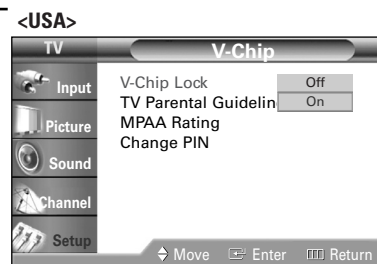 <USA>
TV
V-Chip
Input
Picture
Sound
Channel
Setup
V-Chip Lock Off
TV Parental Guidelin On
MPAA Rating
Change PIN
Move Enter Return